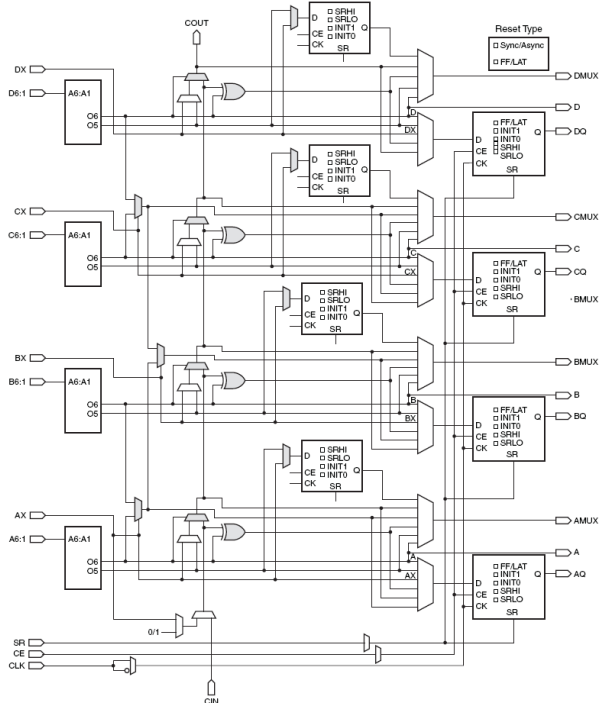 COUT
□ SRHI
D □ SRLO Q
□ INIT1
CE □ INIT0
CK
SR
Reset Type
□ Sync/Async
□ FF/LAT
DX
DMUX
D6:1
A6:A1
O6
O5
D
D
DX
□ FF/LAT
□ INIT1
□ INIT0
□ SRHI
□ SRLO
D
CE
CK
Q
SR
DQ
□ SRHI
D □ SRLO Q
□ INIT1
CE □ INIT0
CK
SR
CX
CMUX
C6:1
A6:A1
O6
O5
C
C
CX
□ FF/LAT
□ INIT1
□ INIT0
□ SRHI
□ SRLO
D
CE
CK
Q
SR
CQ
BMUX
□ SRHI
D □ SRLO Q
□ INIT1
CE □ INIT0
CK
SR
BX
BMUX
B6:1
A6:A1
O6
O5
B
B
BX
□ FF/LAT
□ INIT1
□ INIT0
□ SRHI
□ SRLO
D
CE
CK
Q
SR
BQ
□ SRHI
D □ SRLO Q
□ INIT1
CE □ INIT0
CK
SR
AX
AMUX
A6:1
A6:A1
O6
O5
A
A
AX
□ FF/LAT
□ INIT1
□ INIT0
□ SRHI
□ SRLO
D
CE
CK
Q
SR
AQ
0/1
SR
CE
CLK
CIN